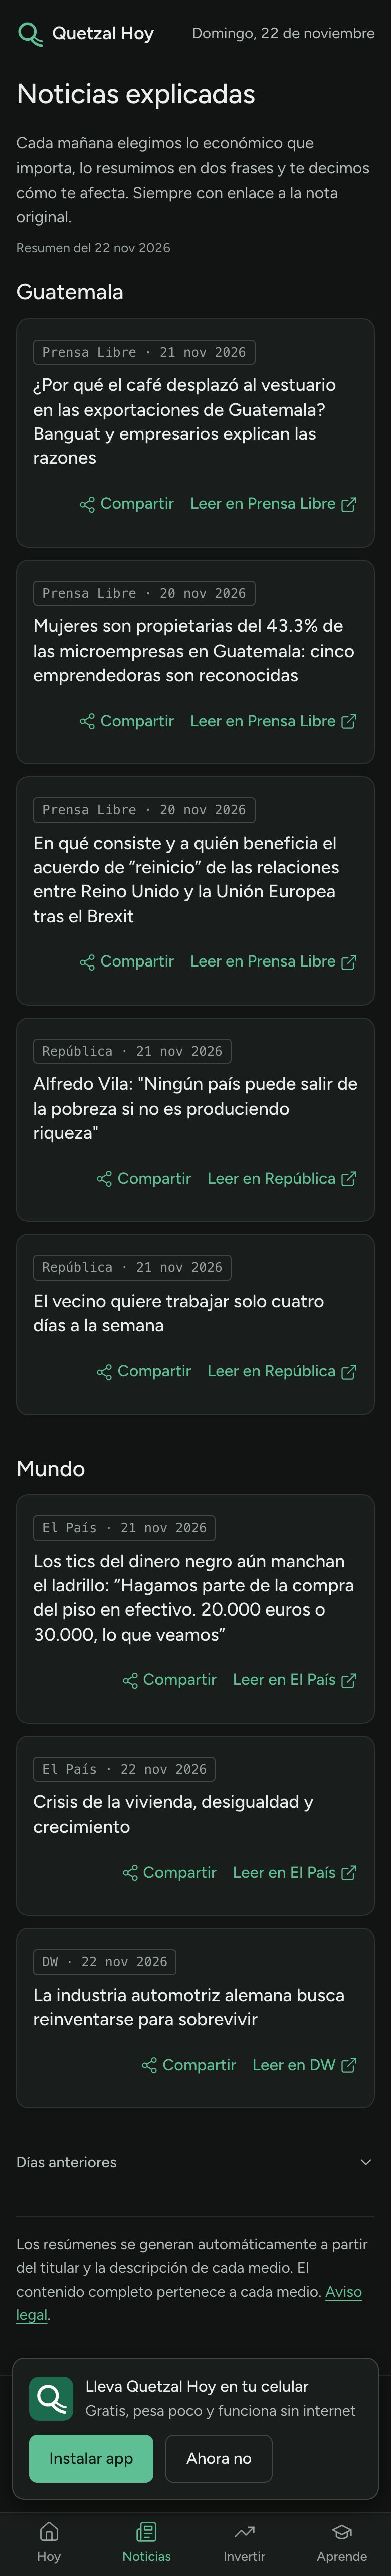 Quetzal Hoy
Domingo, 22 de noviembre
Noticias explicadas
Cada mañana elegimos lo económico que
importa, lo resumimos en dos frases y te decimos
cómo te afecta. Siempre con enlace a la nota
original.
Resumen del 22 nov 2026
Guatemala
Prensa Libre · 21 nov 2026
¿Por qué el café desplazó al vestuario
en las exportaciones de Guatemala?
Banguat y empresarios explican las
razones
Compartir
Leer en Prensa Libre
Prensa Libre · 20 nov 2026
Mujeres son propietarias del 43.3% de
las microempresas en Guatemala: cinco
emprendedoras son reconocidas
Compartir
Leer en Prensa Libre
Prensa Libre · 20 nov 2026
En qué consiste y a quién beneficia el
acuerdo de “reinicio” de las relaciones
entre Reino Unido y la Unión Europea
tras el Brexit
Compartir
Leer en Prensa Libre
República · 21 nov 2026
Alfredo Vila: "Ningún país puede salir de
la pobreza si no es produciendo
riqueza"
Compartir
Leer en República
República · 21 nov 2026
El vecino quiere trabajar solo cuatro
días a la semana
Compartir
Leer en República
Mundo
El País · 21 nov 2026
Los tics del dinero negro aún manchan
el ladrillo: “Hagamos parte de la compra
del piso en efectivo. 20.000 euros o
30.000, lo que veamos”
Compartir
Leer en El País
El País · 22 nov 2026
Crisis de la vivienda, desigualdad y
crecimiento
Compartir
Leer en El País
DW · 22 nov 2026
La industria automotriz alemana busca
reinventarse para sobrevivir
Compartir
Leer en DW
Días anteriores
Los resúmenes se generan automáticamente a partir
del titular y la descripción de cada medio. El
contenido completo pertenece a cada medio. Aviso
legal.
Lleva Quetzal Hoy en tu celular
Gratis, pesa poco y funciona sin internet
Instalar app
Ahora no
Hoy
Noticias
Invertir
Aprende